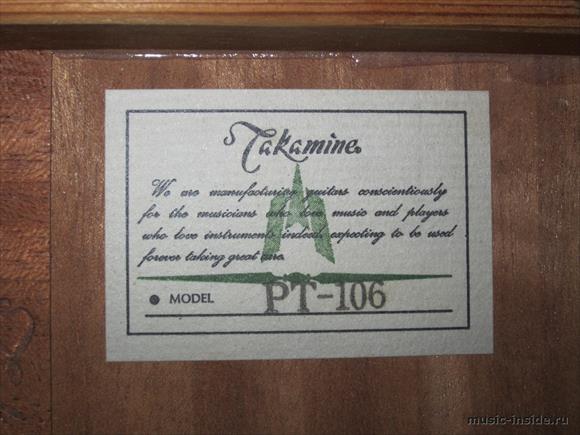 Takamine
We are manufacturing guitars conscientiously
for the musicians who love music and players
who love instruments indeed, expecting to be used
forever taking great care.
MODEL PT-106
music-inside.ru